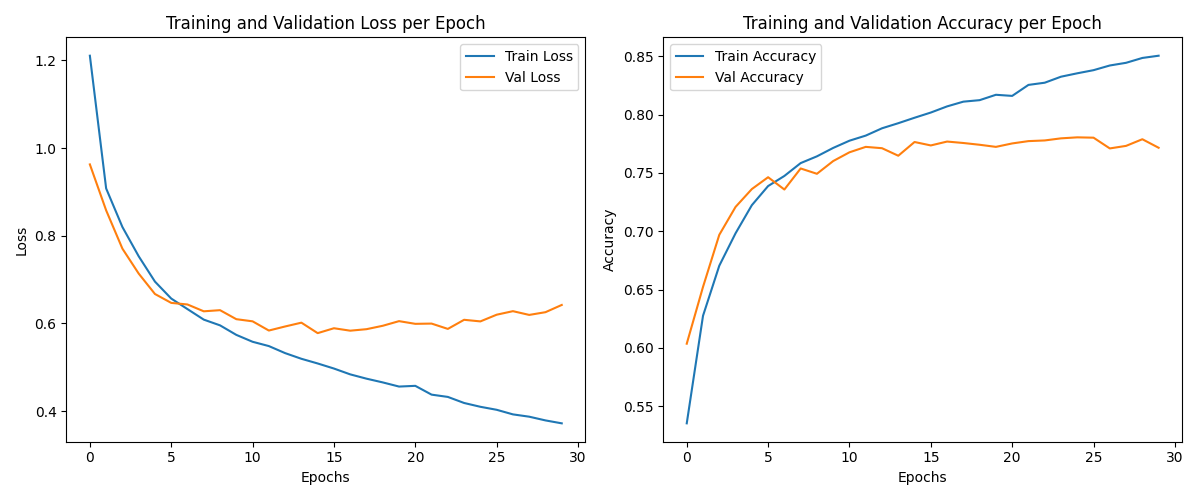 Training and Validation Loss per Epoch
1.2
1.0
0.8
0.6
0.4
Loss
0 5 10 15 20 25 30
Epochs
Train Loss
Val Loss
Training and Validation Accuracy per Epoch
0.85
0.80
0.75
0.70
0.65
0.60
0.55
Accuracy
0 5 10 15 20 25 30
Epochs
Train Accuracy
Val Accuracy